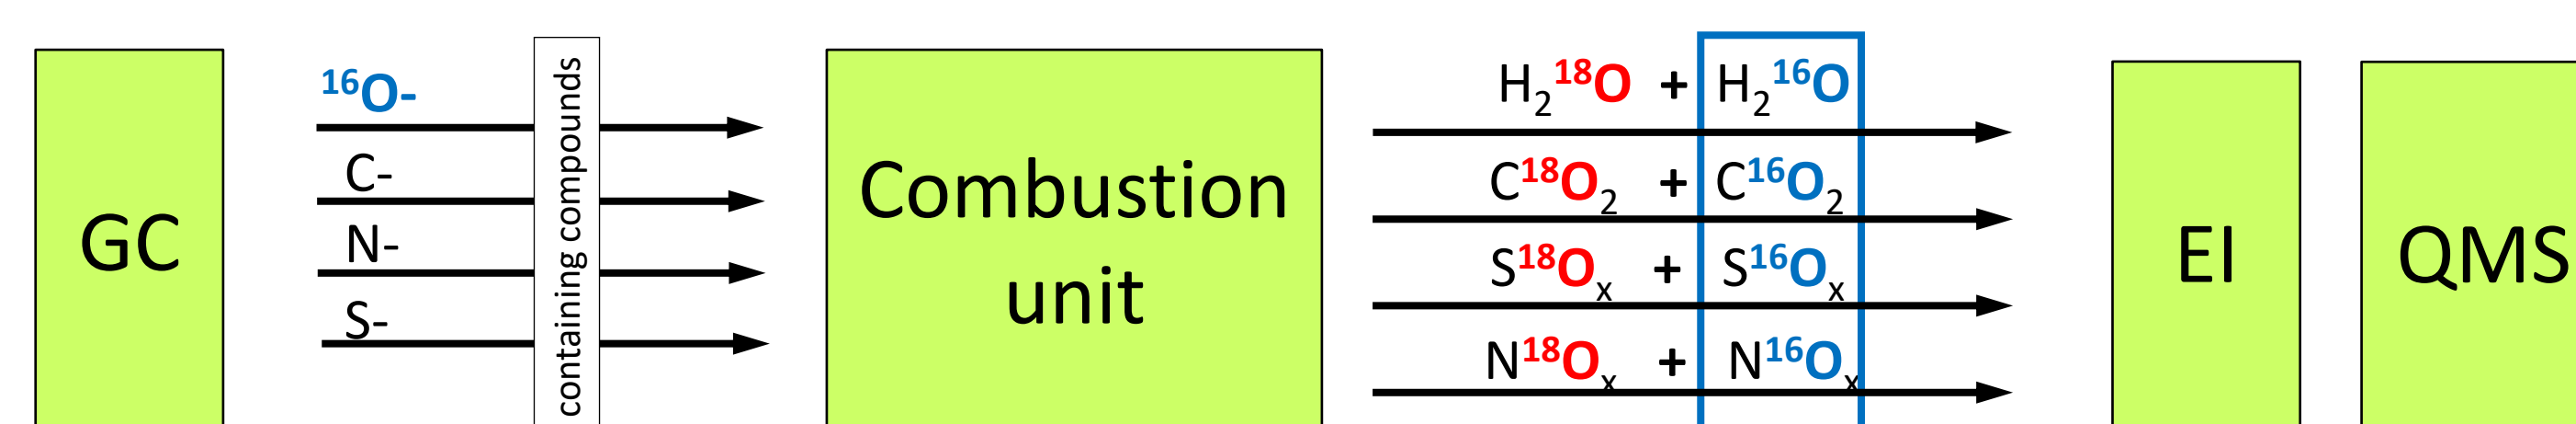 GC
¹⁶O-
C-
N-
S-
containing compounds
Combustion
unit
H₂¹⁸O + H₂¹⁶O
C¹⁸O₂ + C¹⁶O₂
S¹⁸Oₓ + S¹⁶Oₓ
N¹⁸Oₓ + N¹⁶Oₓ
EI
QMS